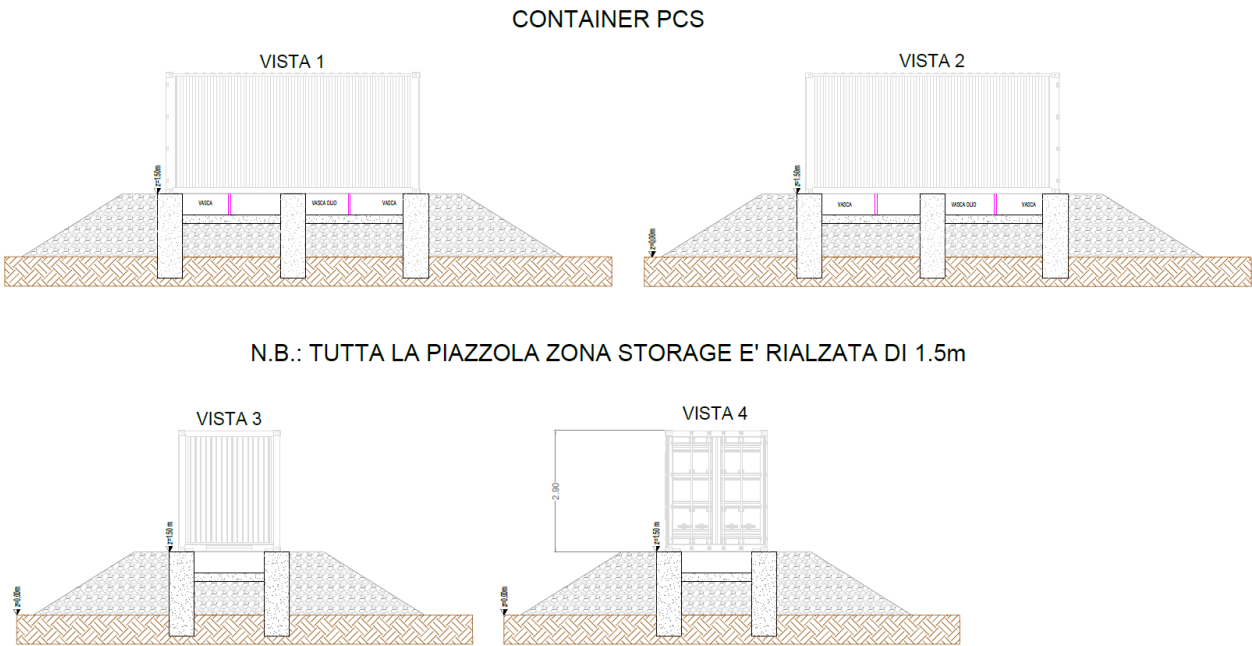 CONTAINER PCS
VISTA 1
VISTA 2
z=1.50m
VASCA
VASCA OLIO
VASCA
z=1.50m
z=0.00m
VASCA
VASCA OLIO
VASCA
N.B.: TUTTA LA PIAZZOLA ZONA STORAGE E' RIALZATA DI 1.5m
VISTA 3
VISTA 4
z=1.50 m
z=0.00m
2.90
z=1.50 m
z=0.00m